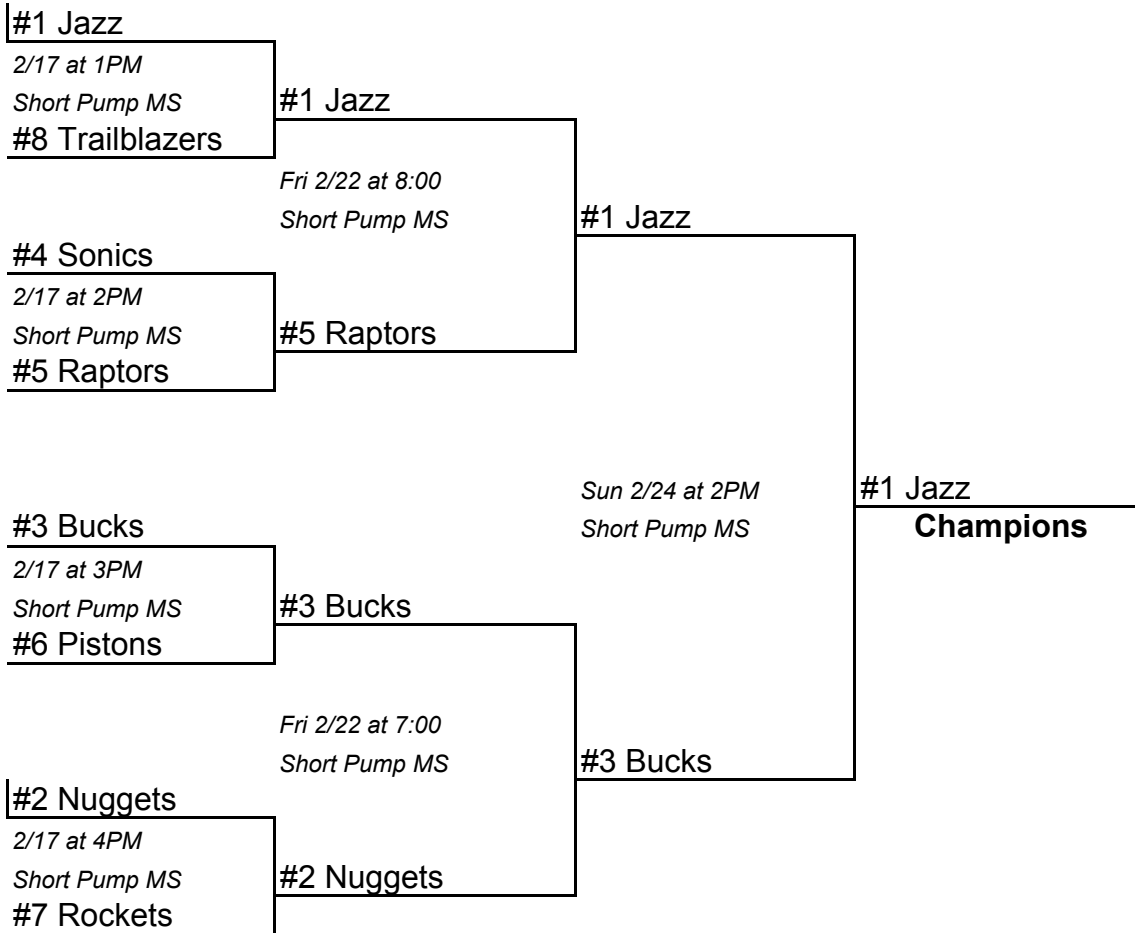 #1 Jazz
2/17 at 1PM
Short Pump MS
#1 Jazz
#8 Trailblazers
Fri 2/22 at 8:00
Short Pump MS
#1 Jazz
#4 Sonics
2/17 at 2PM
Short Pump MS
#5 Raptors
#5 Raptors
Sun 2/24 at 2PM
#1 Jazz
Short Pump MS
Champions
#3 Bucks
2/17 at 3PM
Short Pump MS
#3 Bucks
#6 Pistons
Fri 2/22 at 7:00
Short Pump MS
#3 Bucks
#2 Nuggets
2/17 at 4PM
Short Pump MS
#2 Nuggets
#7 Rockets